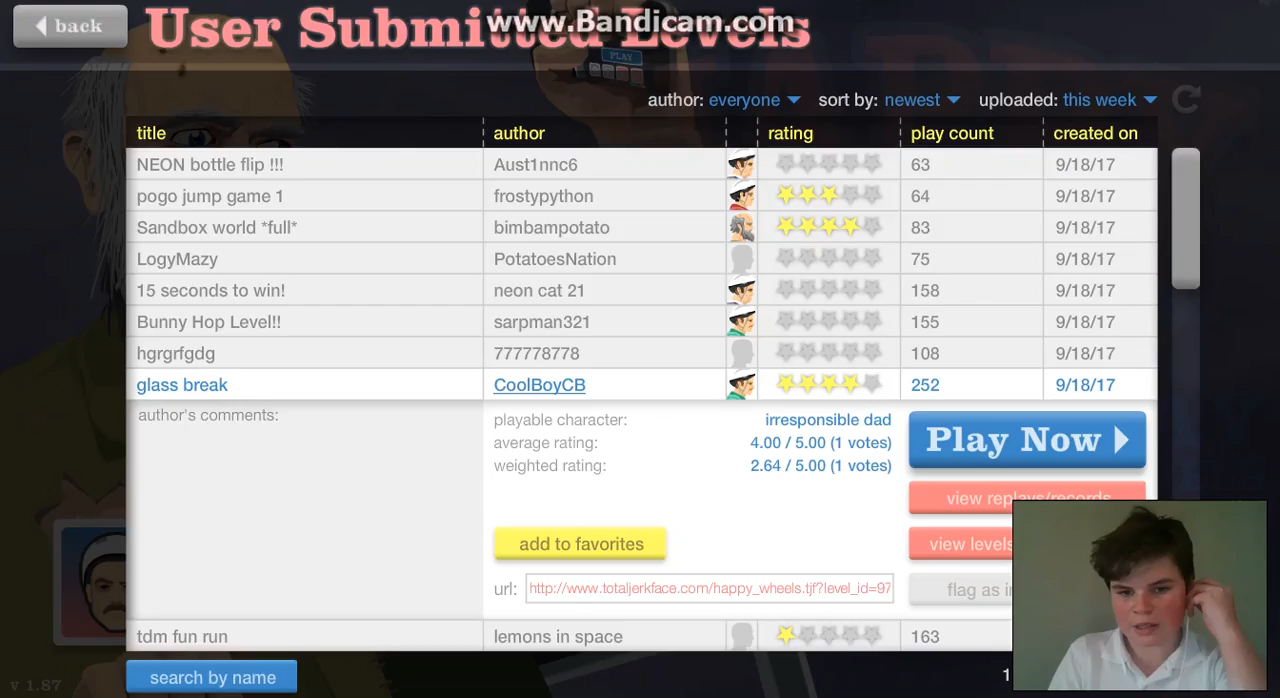 back
User Submitted Levels
www.Bandicam.com
PLAY
author: everyone sort by: newest uploaded: this week
title author rating play count created on
NEON bottle flip !!! Aust1nnc6 63 9/18/17
pogo jump game 1 frostypython 64 9/18/17
Sandbox world *full* bimbampotato 83 9/18/17
LogyMazy PotatoesNation 75 9/18/17
15 seconds to win! neon cat 21 158 9/18/17
Bunny Hop Level!! sarpman321 155 9/18/17
hgrgrfgdg 777778778 108 9/18/17
glass break CoolBoyCB 252 9/18/17
author's comments:
playable character: irresponsible dad
average rating: 4.00 / 5.00 (1 votes)
weighted rating: 2.64 / 5.00 (1 votes)
Play Now
view replays/records
add to favorites
view levels
url: http://www.totaljerkface.com/happy_wheels.tjf?level_id=97
flag as
tdm fun run lemons in space 163
search by name
1
v 1.87